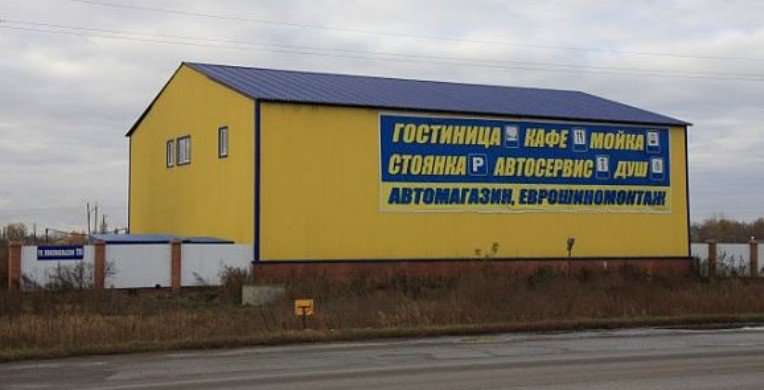 ГОСТИНИЦА КАФЕ МОЙКА
СТОЯНКА P АВТОСЕРВИС ДУШ
АВТОМАГАЗИН, ЕВРОШИНОМОНТАЖ